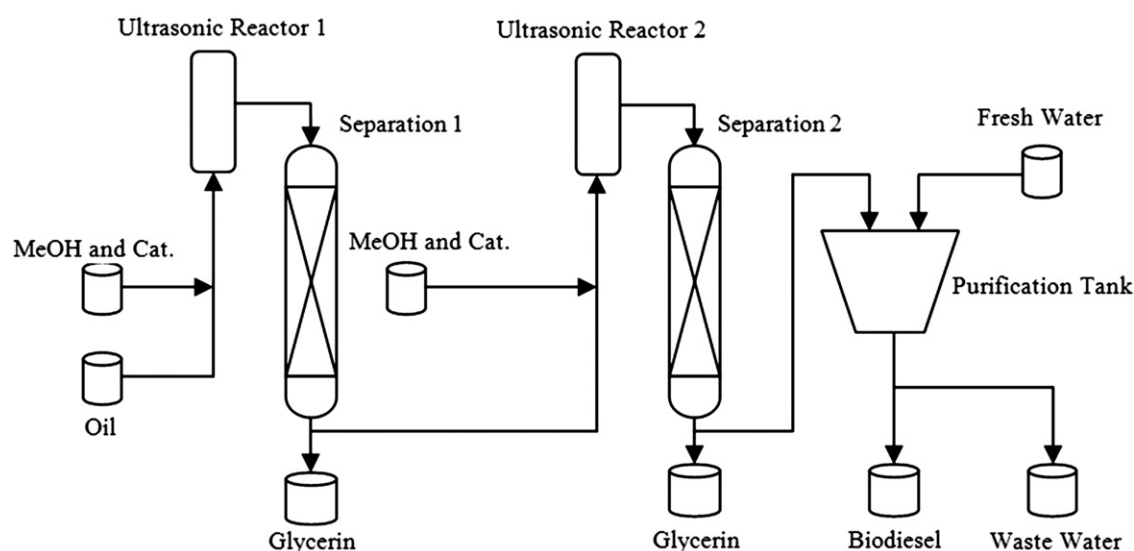 Ultrasonic Reactor 1
Ultrasonic Reactor 2
Separation 1
Separation 2
Fresh Water
MeOH and Cat.
MeOH and Cat.
Purification Tank
Oil
Glycerin
Glycerin
Biodiesel
Waste Water